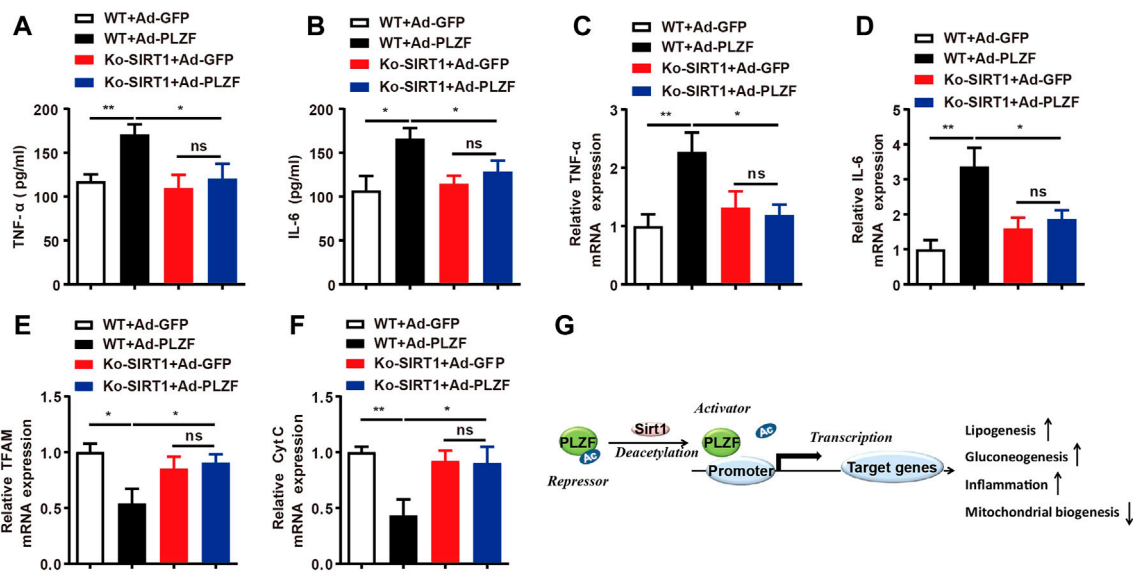 A
WT+Ad-GFP
WT+Ad-PLZF
Ko-SIRT1+Ad-GFP
Ko-SIRT1+Ad-PLZF
TNF-α (pg/ml)
200
150
100
50
0
**
*
ns
B
WT+Ad-GFP
WT+Ad-PLZF
Ko-SIRT1+Ad-GFP
Ko-SIRT1+Ad-PLZF
IL-6 (pg/ml)
200
150
100
50
0
*
*
ns
C
WT+Ad-GFP
WT+Ad-PLZF
Ko-SIRT1+Ad-GFP
Ko-SIRT1+Ad-PLZF
Relative TNF-α
mRNA expression
3
2
1
0
**
*
ns
D
WT+Ad-GFP
WT+Ad-PLZF
Ko-SIRT1+Ad-GFP
Ko-SIRT1+Ad-PLZF
Relative IL-6
mRNA expression
5
4
3
2
1
0
**
*
ns
E
WT+Ad-GFP
WT+Ad-PLZF
Ko-SIRT1+Ad-GFP
Ko-SIRT1+Ad-PLZF
Relative TFAM
mRNA expression
1.5
1.0
0.5
0.0
*
*
ns
F
WT+Ad-GFP
WT+Ad-PLZF
Ko-SIRT1+Ad-GFP
Ko-SIRT1+Ad-PLZF
Relative Cyt C
mRNA expression
1.5
1.0
0.5
0.0
**
*
ns
G
PLZF
Ac
Repressor
Sirt1
Deacetylation
Activator
PLZF
Ac
Promoter
Transcription
Target genes
Lipogenesis ↑
Gluconeogenesis ↑
Inflammation ↑
Mitochondrial biogenesis ↓